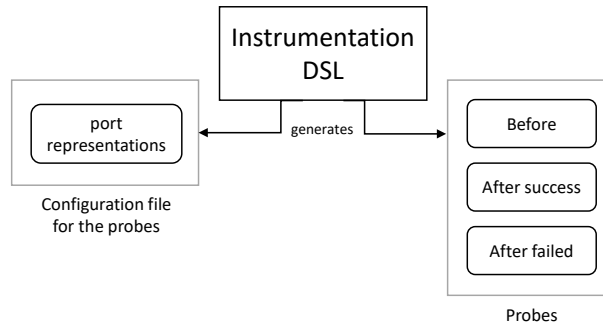 Instrumentation
DSL
generates
port
representations
Configuration file
for the probes
Before
After success
After failed
Probes